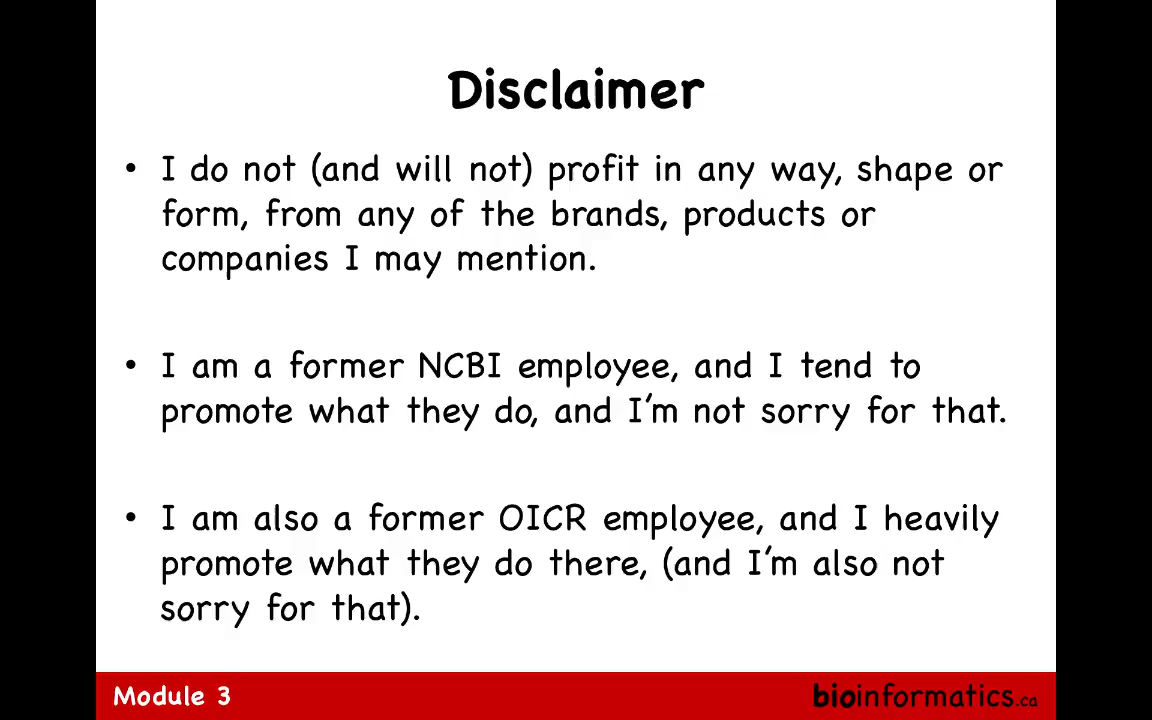 Disclaimer
• I do not (and will not) profit in any way, shape or
form, from any of the brands, products or
companies I may mention.
• I am a former NCBI employee, and I tend to
promote what they do, and I’m not sorry for that.
• I am also a former OICR employee, and I heavily
promote what they do there, (and I’m also not
sorry for that).
Module 3
bioinformatics.ca